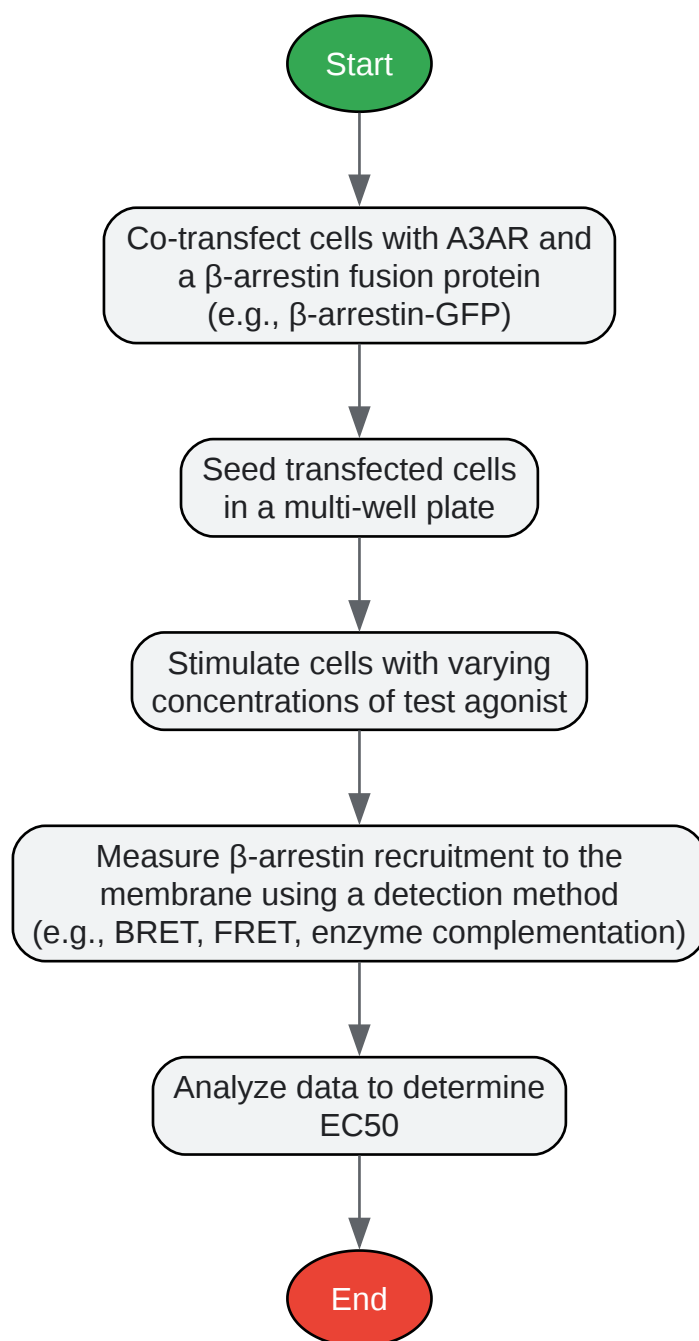 Start
Co-transfect cells with A3AR and
a β-arrestin fusion protein
(e.g., β-arrestin-GFP)
Seed transfected cells
in a multi-well plate
Stimulate cells with varying
concentrations of test agonist
Measure β-arrestin recruitment to the
membrane using a detection method
(e.g., BRET, FRET, enzyme complementation)
Analyze data to determine
EC50
End